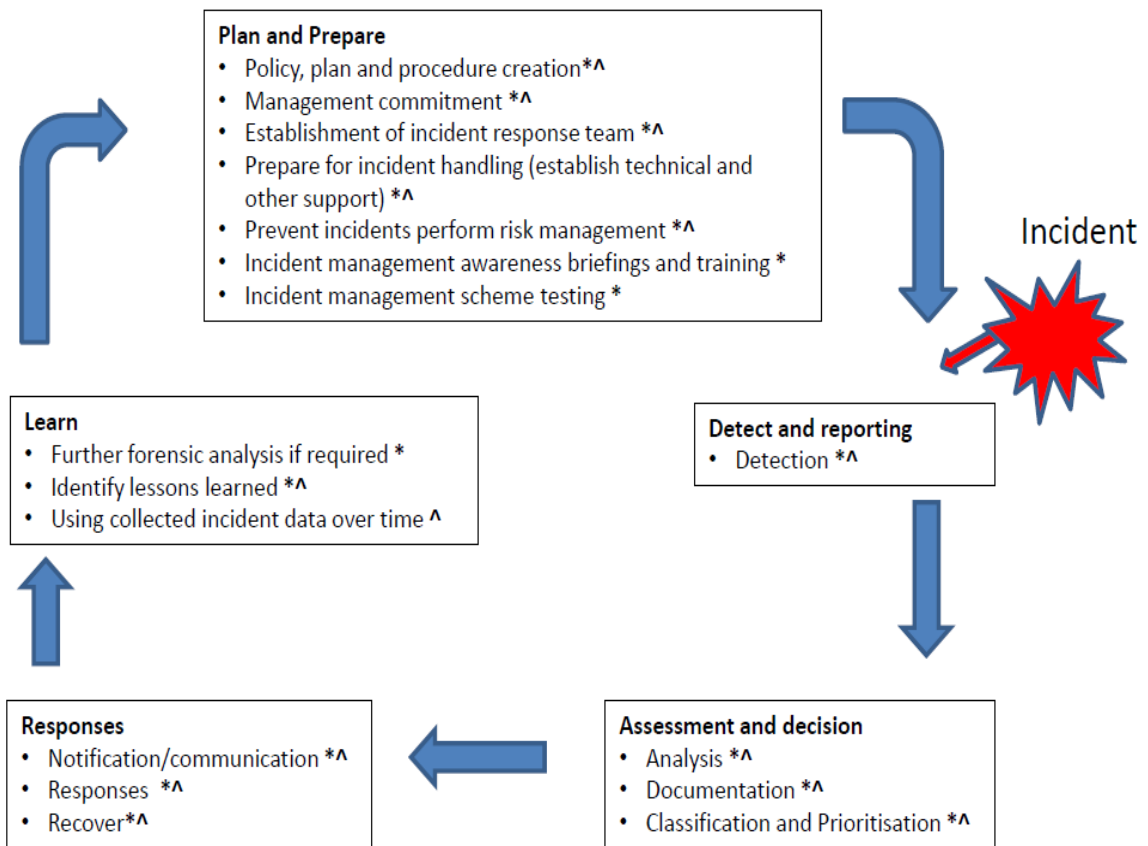 Plan and Prepare
• Policy, plan and procedure creation*^
• Management commitment *^
• Establishment of incident response team *^
• Prepare for incident handling (establish technical and
other support) *^
• Prevent incidents perform risk management *^
• Incident management awareness briefings and training *
• Incident management scheme testing *
Incident
Detect and reporting
• Detection *^
Assessment and decision
• Analysis *^
• Documentation *^
• Classification and Prioritisation *^
Responses
• Notification/communication *^
• Responses *^
• Recover*^
Learn
• Further forensic analysis if required *
• Identify lessons learned *^
• Using collected incident data over time ^